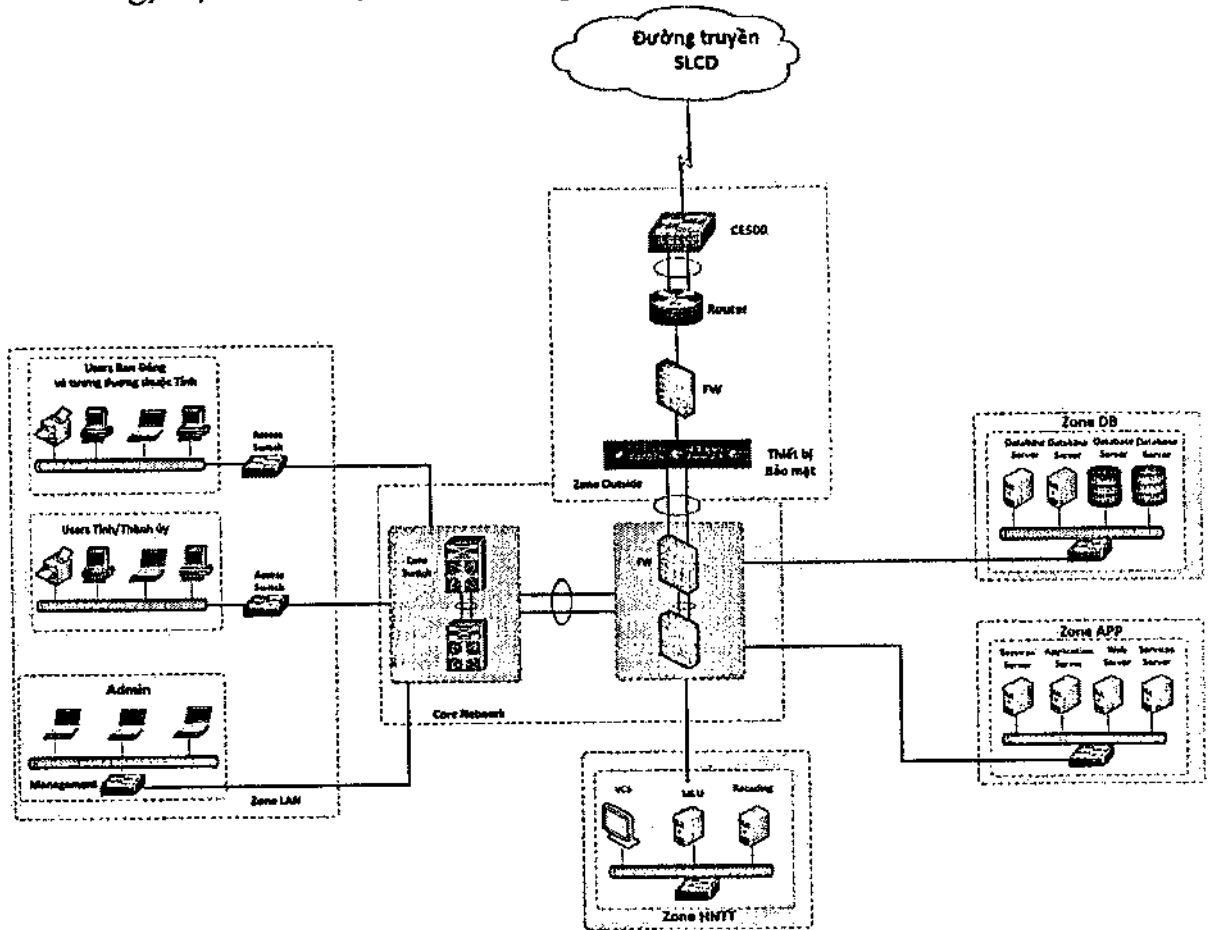 Đường truyền
SLCD
CE500
Router
FW
Thiết bị
Bảo mật
Zone Outside
Users Ban Đảng
và tương đương thuộc Tỉnh
Access
Switch
Users Tỉnh/Thành ủy
Access
Switch
Admin
Management
Zone LAN
Core
Switch
FW
Core Network
Zone DB
Database Database Database Database
Server Server Server Server
Zone APP
Services Application Web Services
Server Server Server Server
VCS MCU Recording
Zone HNTT